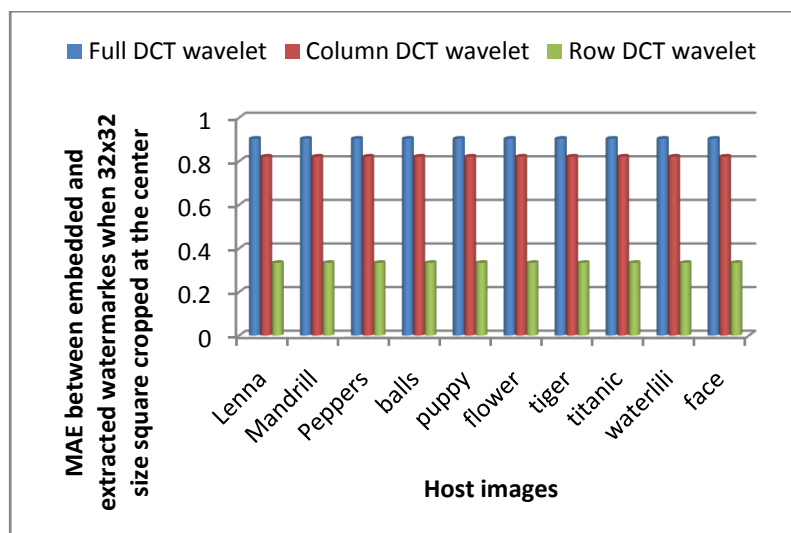 Full DCT wavelet Column DCT wavelet Row DCT wavelet
MAE between embedded and
extracted watermarkes when 32x32
size square cropped at the center
1
0.8
0.6
0.4
0.2
0
Lenna
Mandrill
Peppers
balls
puppy
flower
tiger
titanic
waterlili
face
Host images